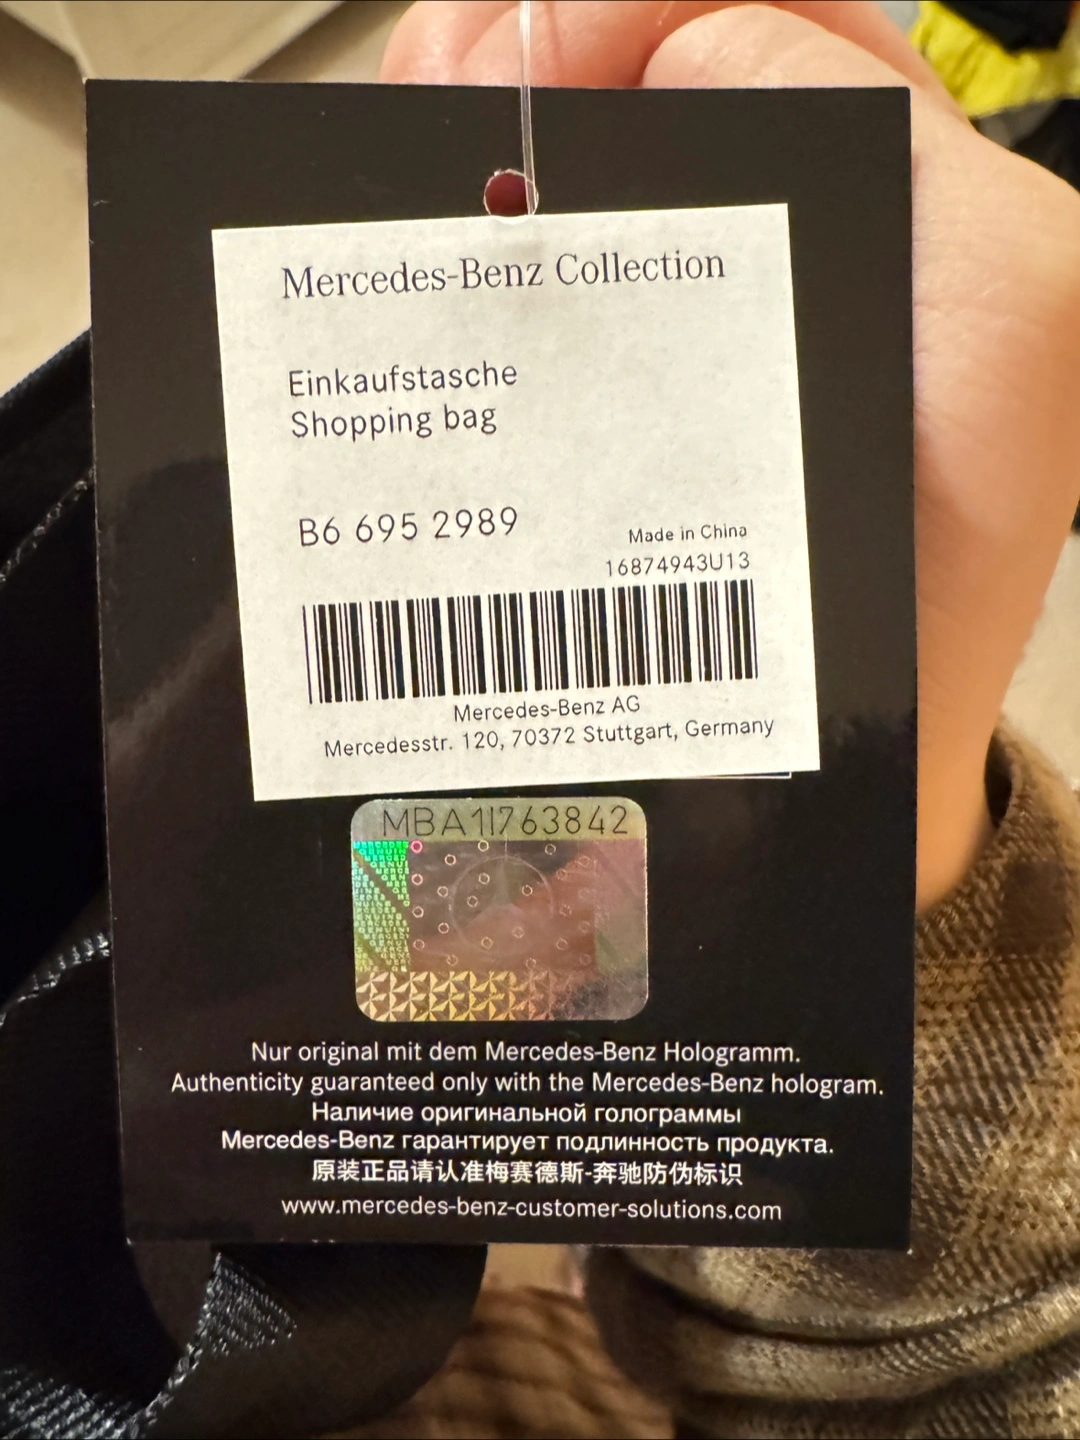 Mercedes-Benz Collection
Einkaufstasche
Shopping bag
B6 695 2989
Made in China
16874943U13
Mercedes-Benz AG
Mercedesstr. 120, 70372 Stuttgart, Germany
MBA1I763842
Nur original mit dem Mercedes-Benz Hologramm.
Authenticity guaranteed only with the Mercedes-Benz hologram.
Наличие оригинальной голограммы
Mercedes-Benz гарантирует подлинность продукта.
原装正品请认准梅赛德斯-奔驰防伪标识
www.mercedes-benz-customer-solutions.com